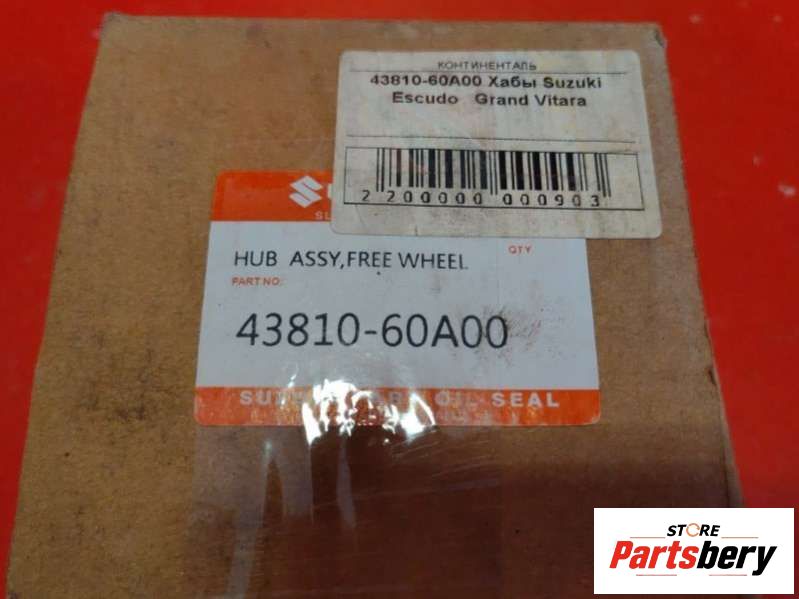 КОНТИНЕНТАЛЬ
43810-60A00 Хабы Suzuki
Escudo Grand Vitara
2 200000 000903
HUB ASSY,FREE WHEEL
QTY
PART NO:
43810-60A00
OIL SEAL
STORE
Partsbery